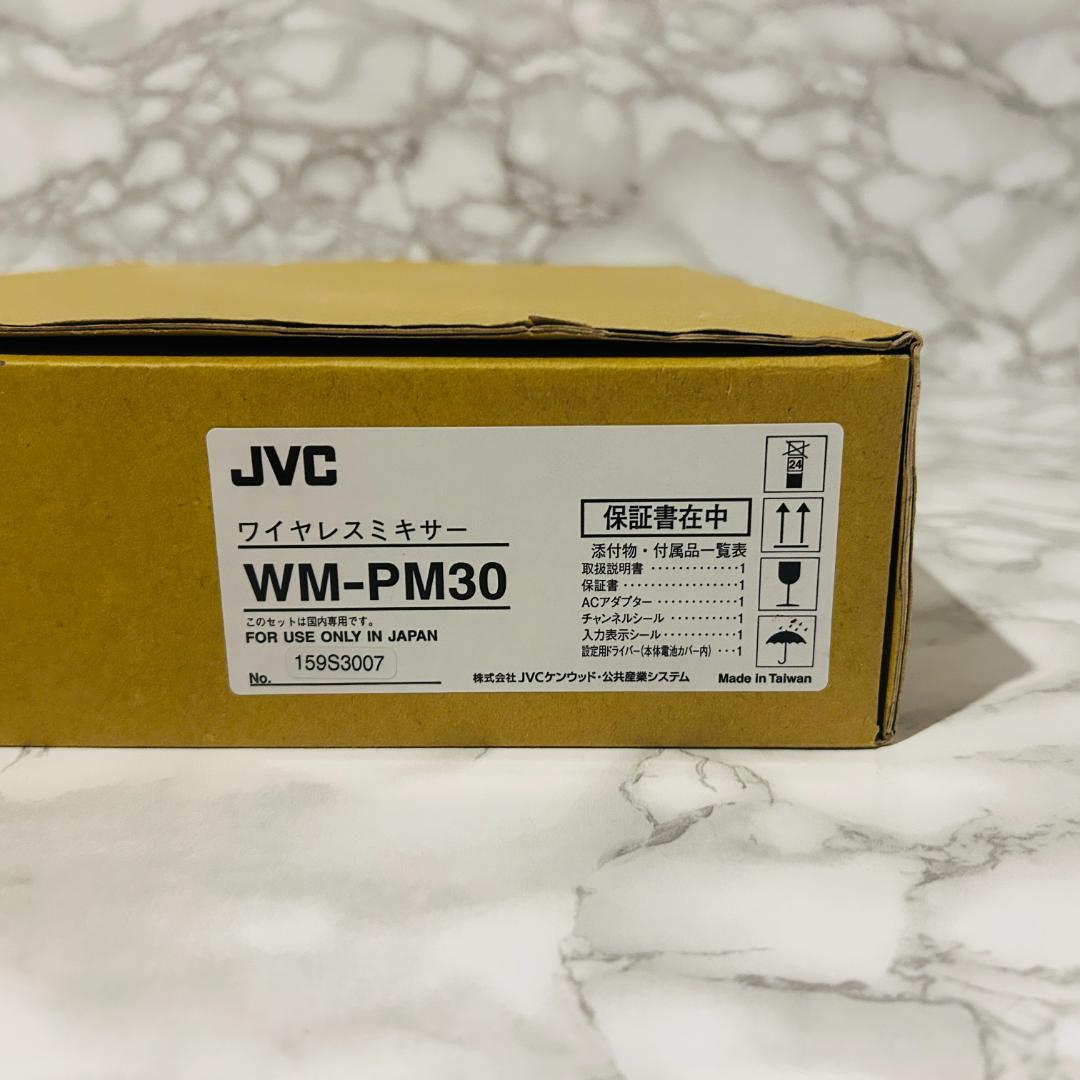 JVC
ワイヤレスミキサー
WM-PM30
このセットは国内専用です。
FOR USE ONLY IN JAPAN
No. 159S3007
保証書在中
添付物・付属品一覧表
取扱説明書 ・・・・・・・・・・・・・1
保証書・・・・・・・・・・・・・・・・1
ACアダプター ・・・・・・・・・・・・1
チャンネルシール ・・・・・・・・・・1
入力表示シール・・・・・・・・・・・・1
設定用ドライバー(本体電池カバー内) ・・・1
株式会社 JVCケンウッド・公共産業システム
Made in Taiwan
24